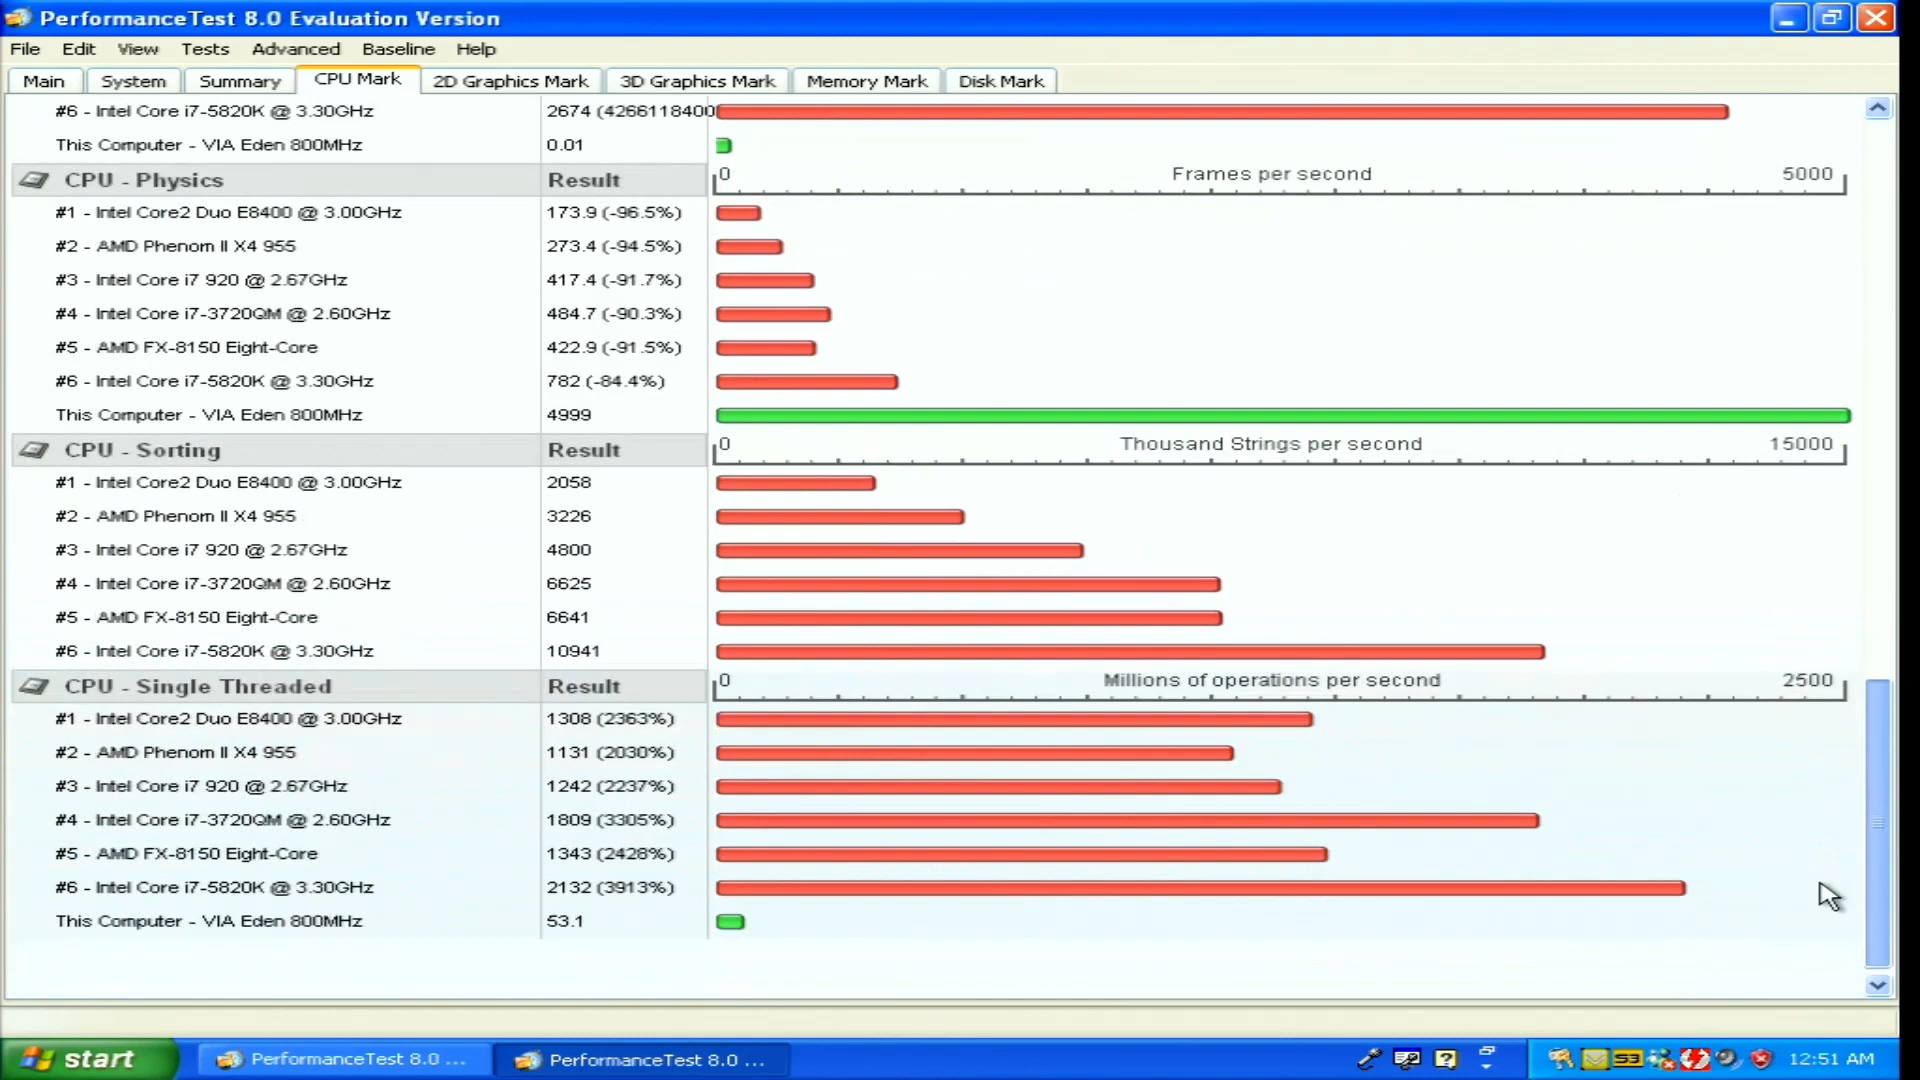 PerformanceTest 8.0 Evaluation Version
File Edit View Tests Advanced Baseline Help
Main System Summary CPU Mark 2D Graphics Mark 3D Graphics Mark Memory Mark Disk Mark
#6 - Intel Core i7-5820K @ 3.30GHz 2674 (4266118400
This Computer - VIA Eden 800MHz 0.01
CPU - Physics Result 0 Frames per second 5000
#1 - Intel Core2 Duo E8400 @ 3.00GHz 173.9 (-96.5%)
#2 - AMD Phenom II X4 955 273.4 (-94.5%)
#3 - Intel Core i7 920 @ 2.67GHz 417.4 (-91.7%)
#4 - Intel Core i7-3720QM @ 2.60GHz 484.7 (-90.3%)
#5 - AMD FX-8150 Eight-Core 422.9 (-91.5%)
#6 - Intel Core i7-5820K @ 3.30GHz 782 (-84.4%)
This Computer - VIA Eden 800MHz 4999
CPU - Sorting Result 0 Thousand Strings per second 15000
#1 - Intel Core2 Duo E8400 @ 3.00GHz 2058
#2 - AMD Phenom II X4 955 3226
#3 - Intel Core i7 920 @ 2.67GHz 4800
#4 - Intel Core i7-3720QM @ 2.60GHz 6625
#5 - AMD FX-8150 Eight-Core 6641
#6 - Intel Core i7-5820K @ 3.30GHz 10941
CPU - Single Threaded Result 0 Millions of operations per second 2500
#1 - Intel Core2 Duo E8400 @ 3.00GHz 1308 (2363%)
#2 - AMD Phenom II X4 955 1131 (2030%)
#3 - Intel Core i7 920 @ 2.67GHz 1242 (2237%)
#4 - Intel Core i7-3720QM @ 2.60GHz 1809 (3305%)
#5 - AMD FX-8150 Eight-Core 1343 (2428%)
#6 - Intel Core i7-5820K @ 3.30GHz 2132 (3913%)
This Computer - VIA Eden 800MHz 53.1
start PerformanceTest 8.0 ... PerformanceTest 8.0 ... S3 12:51 AM